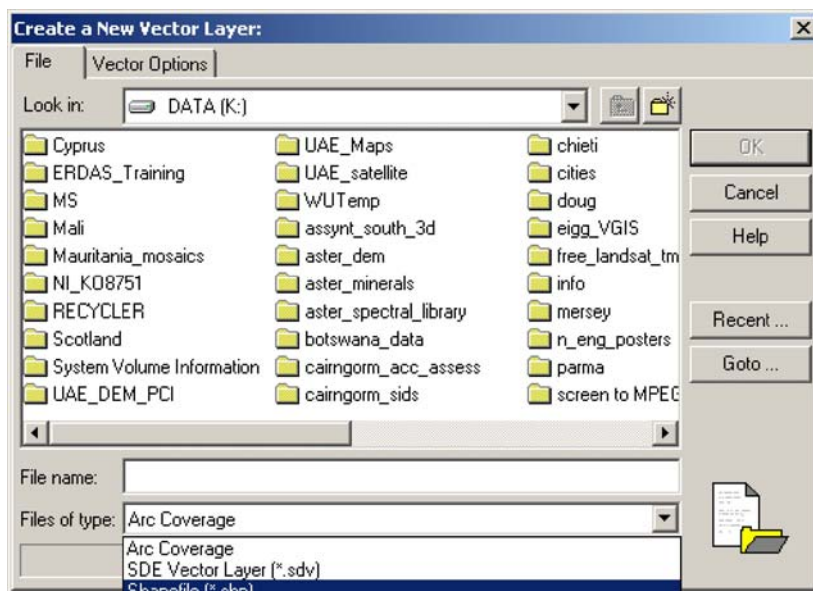 Create a New Vector Layer:
File
Vector Options
Look in: DATA (K:)
Cyprus
ERDAS_Training
MS
Mali
Mauritania_mosaics
NI_KO8751
RECYCLER
Scotland
System Volume Information
UAE_DEM_PCI
UAE_Maps
UAE_satellite
WUTemp
assynt_south_3d
aster_dem
aster_minerals
aster_spectral_library
botswana_data
cairngorm_acc_assess
cairngorm_sids
chieti
cities
doug
eigg_VGIS
free_landsat_tm
info
mersey
n_eng_posters
parma
screen to MPEG
OK
Cancel
Help
Recent ...
Goto ...
File name:
Files of type: Arc Coverage
Arc Coverage
SDE Vector Layer (*.sdv)
Shapefile (*.shp)